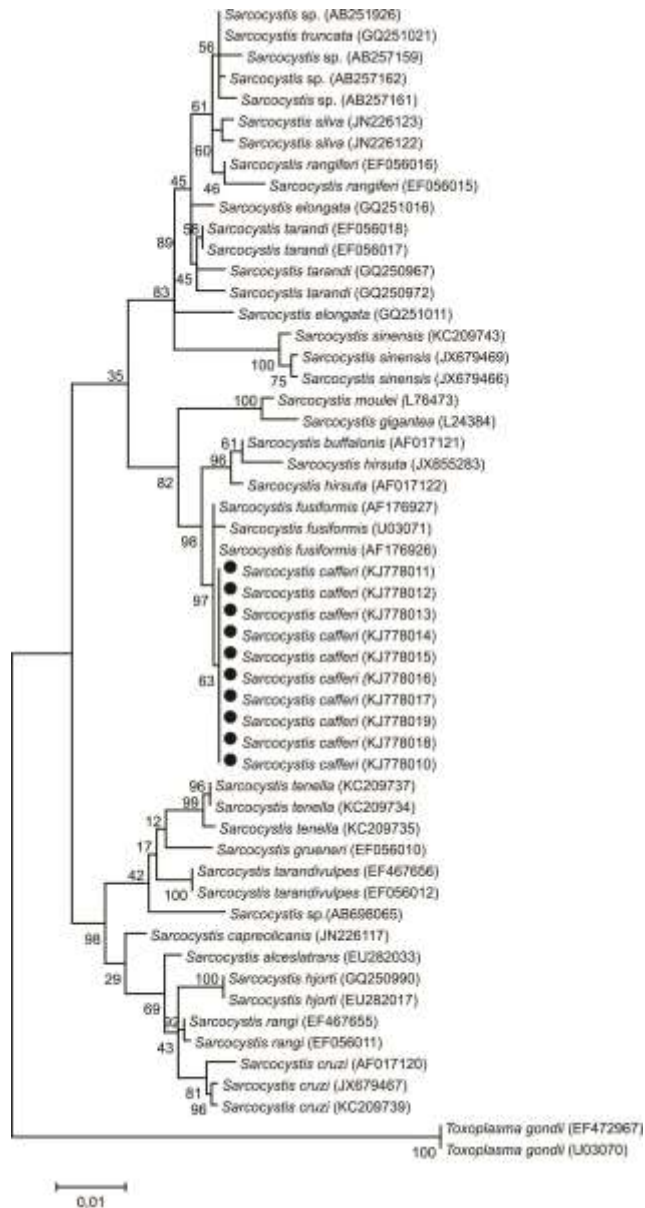 Sarcocystis sp. (AB251926)
Sarcocystis truncata (GQ251021)
56
Sarcocystis sp. (AB257159)
Sarcocystis sp. (AB257162)
Sarcocystis sp. (AB257161)
61
Sarcocystis silva (JN226123)
Sarcocystis silva (JN226122)
60
Sarcocystis rangiferi (EF056016)
46
Sarcocystis rangiferi (EF056015)
45
Sarcocystis elongata (GQ251016)
56
Sarcocystis tarandi (EF056018)
Sarcocystis tarandi (EF056017)
89
Sarcocystis tarandi (GQ250967)
45
Sarcocystis tarandi (GQ250972)
83
Sarcocystis elongata (GQ251011)
Sarcocystis sinensis (KC209743)
100
Sarcocystis sinensis (JX679469)
75
Sarcocystis sinensis (JX679466)
35
Sarcocystis moulei (L76473)
100
Sarcocystis gigantea (L24384)
61
Sarcocystis buffalonis (AF017121)
96
Sarcocystis hirsuta (JX855283)
82
Sarcocystis hirsuta (AF017122)
Sarcocystis fusiformis (AF176927)
98
Sarcocystis fusiformis (U03071)
Sarcocystis fusiformis (AF176926)
Sarcocystis cafferi (KJ778011)
97
Sarcocystis cafferi (KJ778012)
Sarcocystis cafferi (KJ778013)
Sarcocystis cafferi (KJ778014)
Sarcocystis cafferi (KJ778015)
63
Sarcocystis cafferi (KJ778016)
Sarcocystis cafferi (KJ778017)
Sarcocystis cafferi (KJ778019)
Sarcocystis cafferi (KJ778018)
Sarcocystis cafferi (KJ778010)
96
Sarcocystis tenella (KC209737)
99
Sarcocystis tenella (KC209734)
12
Sarcocystis tenella (KC209735)
17
Sarcocystis grueneri (EF056010)
42
Sarcocystis tarandivulpes (EF467656)
100
Sarcocystis tarandivulpes (EF056012)
Sarcocystis sp.(AB698065)
98
Sarcocystis capreolicanis (JN226117)
29
Sarcocystis alceslatrans (EU282033)
100
Sarcocystis hjorti (GQ250990)
69
Sarcocystis hjorti (EU282017)
92
Sarcocystis rangi (EF467655)
43
Sarcocystis rangi (EF056011)
Sarcocystis cruzi (AF017120)
81
Sarcocystis cruzi (JX679467)
96
Sarcocystis cruzi (KC209739)
Toxoplasma gondii (EF472967)
100
Toxoplasma gondii (U03070)
0,01